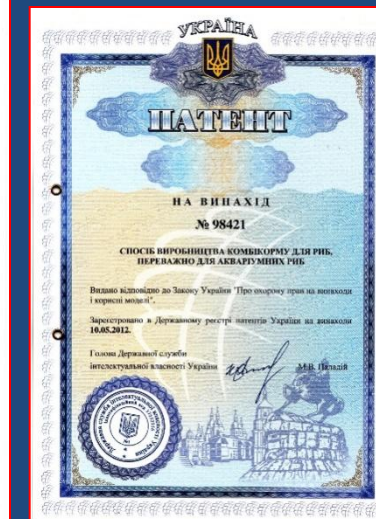 УКРАЇНА
ПАТЕНТ
НА ВИНАХІД
№ 98421
СПОСІБ ВИРОБНИЦТВА КОМБІКОРМУ ДЛЯ РИБ,
ПЕРЕВАЖНО ДЛЯ АКВАРІУМНИХ РИБ
Видано відповідно до Закону України "Про охорону прав на винаходи
і корисні моделі".
Зареєстровано в Державному реєстрі патентів України на винаходи
10.05.2012.
Голова Державної служби
інтелектуальної власності України
М.В. Паладій